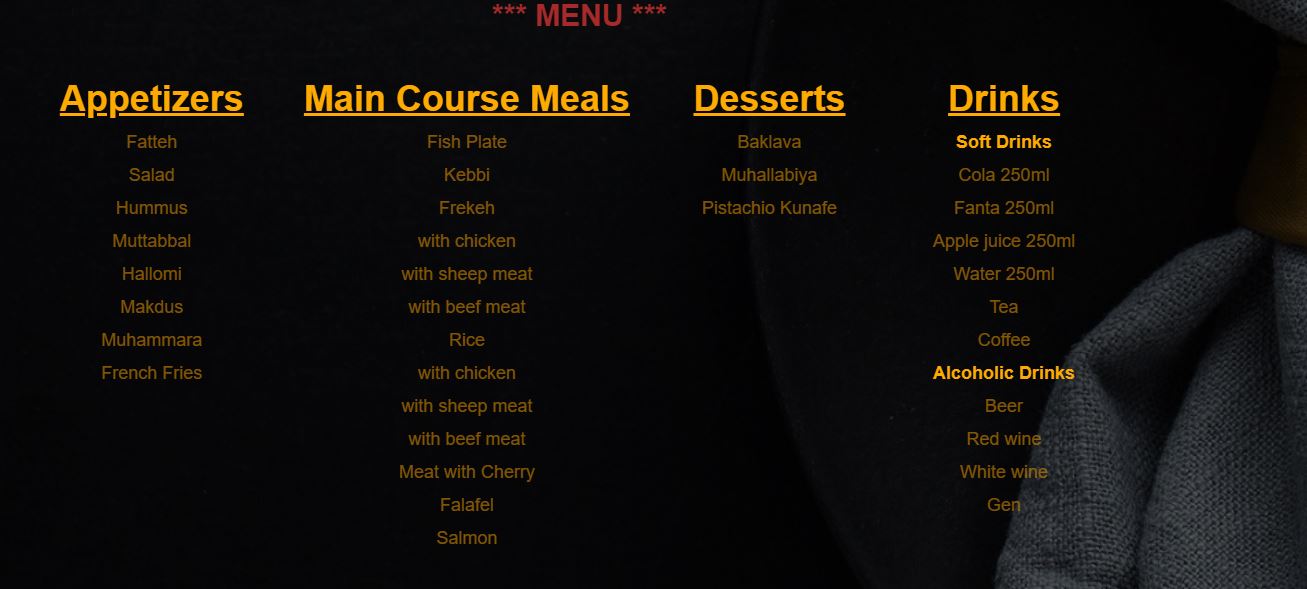 *** MENU ***
Appetizers
Fatteh
Salad
Hummus
Muttabbal
Hallomi
Makdus
Muhammara
French Fries
Main Course Meals
Fish Plate
Kebbi
Frekeh
with chicken
with sheep meat
with beef meat
Rice
with chicken
with sheep meat
with beef meat
Meat with Cherry
Falafel
Salmon
Desserts
Baklava
Muhallabiya
Pistachio Kunafe
Drinks
Soft Drinks
Cola 250ml
Fanta 250ml
Apple juice 250ml
Water 250ml
Tea
Coffee
Alcoholic Drinks
Beer
Red wine
White wine
Gen